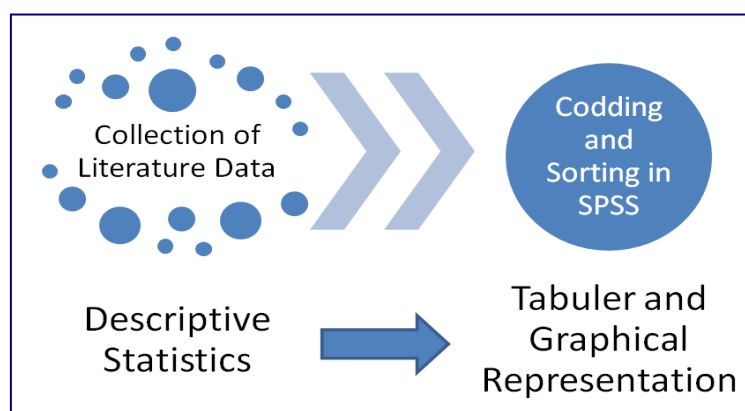 Collection of
Literature Data
Codding
and
Sorting in
SPSS
Descriptive
Statistics
Tabuler and
Graphical
Representation